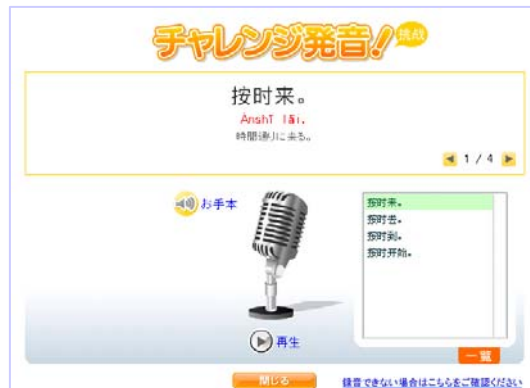 チャレンジ発音！
挑战
按时来。
時間通りに来る。
1 / 4
お手本
按时来。
按时去。
按时到。
按时开始。
再生
一覧
閉じる
録音できない場合はこちらをご確認ください